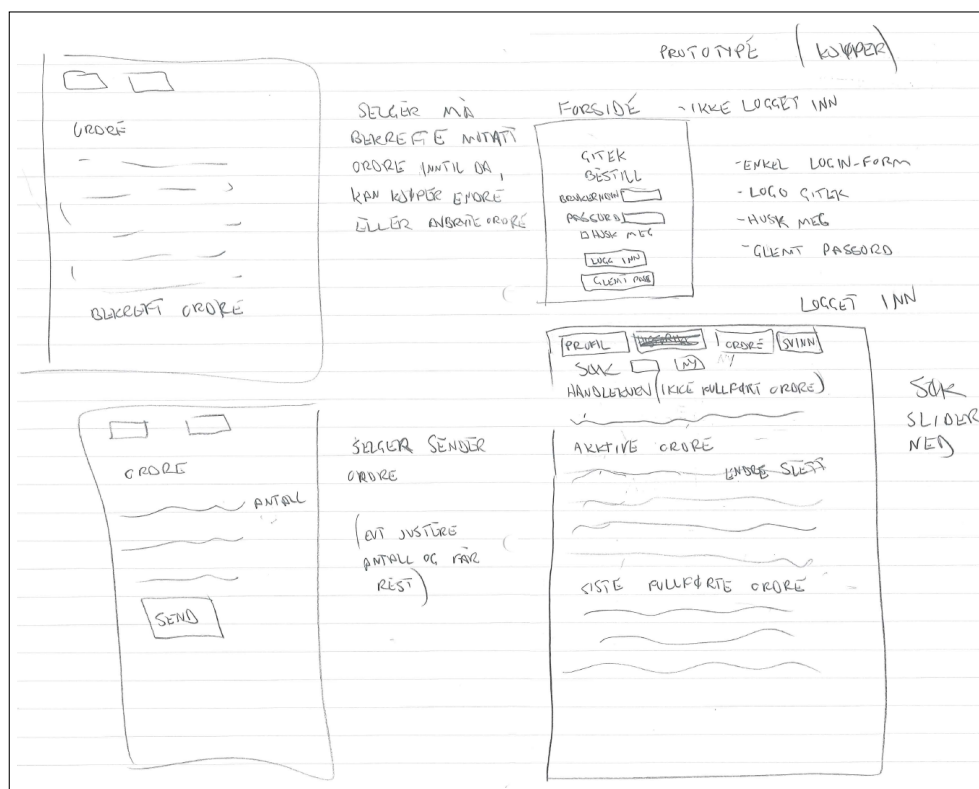 PROTOTYPE (KJØPER)
ORDRE
BEKREFT ORDRE
SELGER MÅ
BEKREFTE MOTATT
ORDRE INNTIL DA,
KAN KJØPER ENDRE
ELLER AVBRYTE ORDRE
FORSIDE - IKKE LOGGET INN
GITEK
BESTILL
BRUKERNAVN
PASSORD
HUSK MEG
LOGG INN
GLEMT PASS
-ENKEL LOGIN-FORM
-LOGO GITEK
-HUSK MEG
-GLEMT PASSORD
LOGGET INN
PROFIL ORDRE SVINN
SØK NY NY
HANDLEKURV (IKKE FULLFØRT ORDRE)
AKKTIVE ORDRE
ENDRE SLETT
SISTE FULLFØRTE ORDRE
SØK
SLIDER
NED
ORDRE
ANTALL
SEND
SELGER SENDER
ORDRE
(EVT JUSTERE
ANTALL OG FÅR
REST)